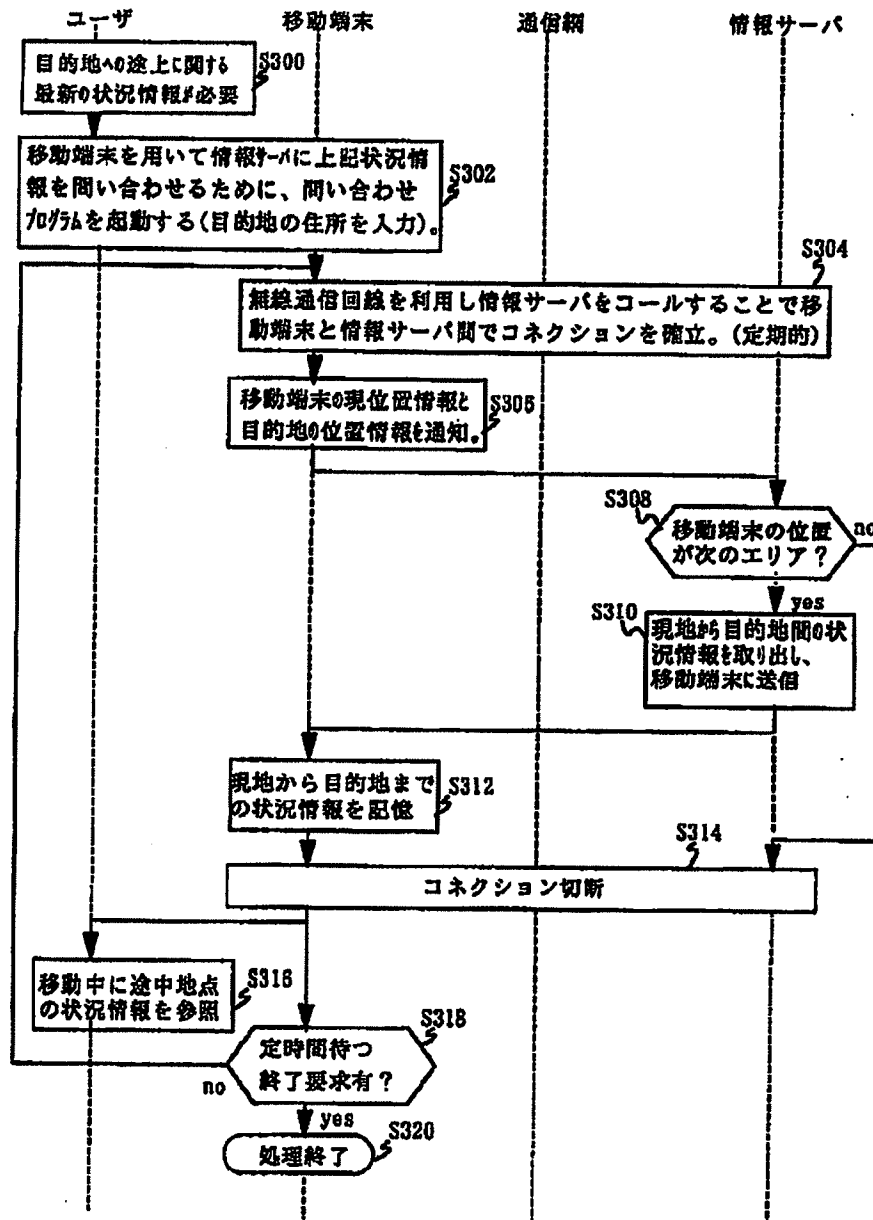 ユーザ 移動端末 通信網 情報サーバ
目的地への途上に関する
最新の状況情報が必要
S300
移動端末を用いて情報サーバに上記状況情
報を問い合わせるために、問い合わせ
プログラムを起動する(目的地の住所を入力)。
S302
S304
無線通信回線を利用し情報サーバをコールすることで移
動端末と情報サーバ間でコネクションを確立。(定期的)
移動端末の現位置情報と
目的地の位置情報を通知。
S306
S308
移動端末の位置
が次のエリア?
no
yes
S310
現地から目的地間の状
況情報を取り出し、
移動端末に送信
現地から目的地まで
の状況情報を記憶
S312
S314
コネクション切断
移動中に途中地点
の状況情報を参照
S316
S318
定時間待つ
終了要求有?
no
yes
S320
処理終了